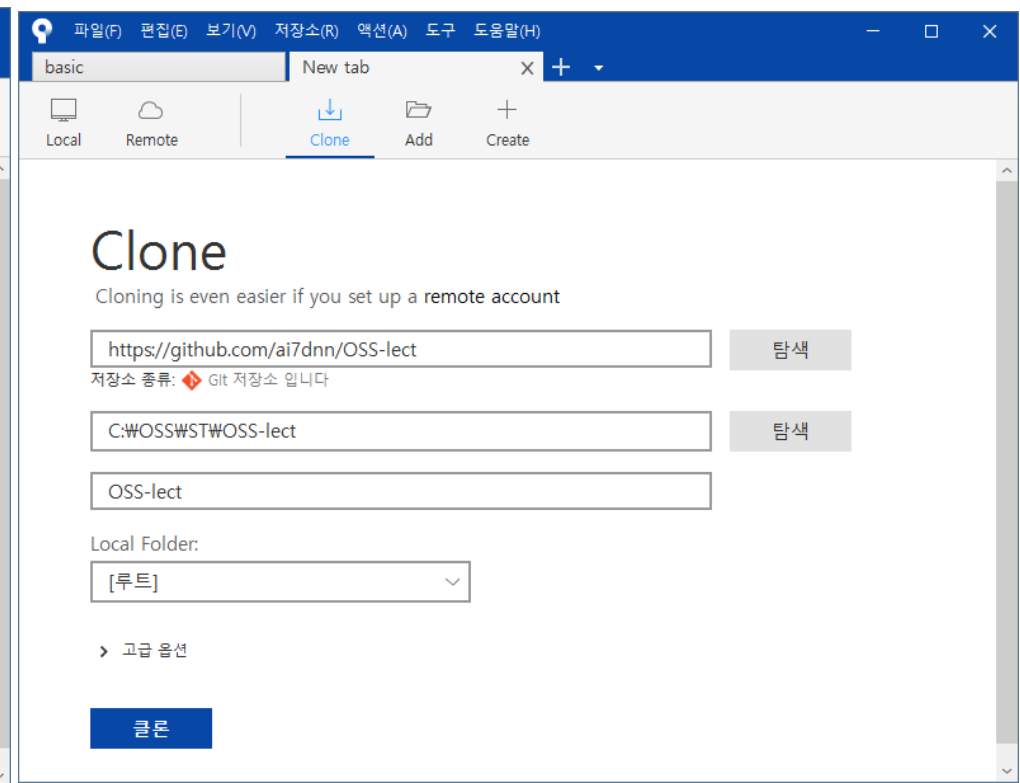 파일(F) 편집(E) 보기(V) 저장소(R) 액션(A) 도구 도움말(H)
basic New tab
Local Remote Clone Add Create
Clone
Cloning is even easier if you set up a remote account
https://github.com/ai7dnn/OSS-lect 탐색
저장소 종류: Git 저장소 입니다
C:₩OSS₩ST₩OSS-lect 탐색
OSS-lect
Local Folder:
[루트]
고급 옵션
클론